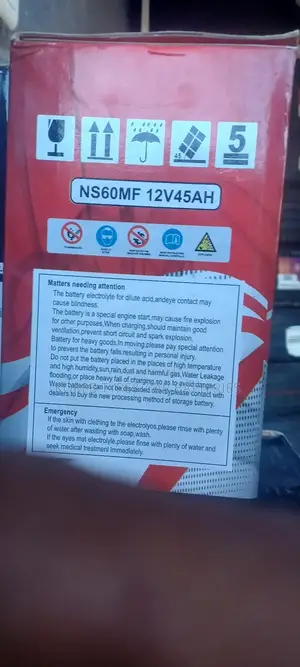 45
5
NS60MF 12V45AH
Matters needing attention
The battery electrolyte for dilute acid,andeye contact may
cause blindness.
The battery is a special engine start,may cause fire explosion
for other purposes,When charging,should maintain good
ventilation,prevent short circuit and spark explosion.
Battery for heavy goods,In moving,please pay special attention
to prevent the battery falls,resulting in personal injury.
Do not put the battery placed in the places of high temperature
and high humidity,sun,rain,dust and harmful gas,Water Leakage
flooding,or place heavy fall of charging,so as to avoid danger.
Waste batteries can not be discarded directly,please contact with
dealers to buy the new processing method of storage battery.
Emergency
If the skin with clething te the electrolyos,please rinse with plenty
of water after wasiting with soap,wash.
If the eyes mat electrolyte,please finse with plenty of water and
seek medical treatment immediately.